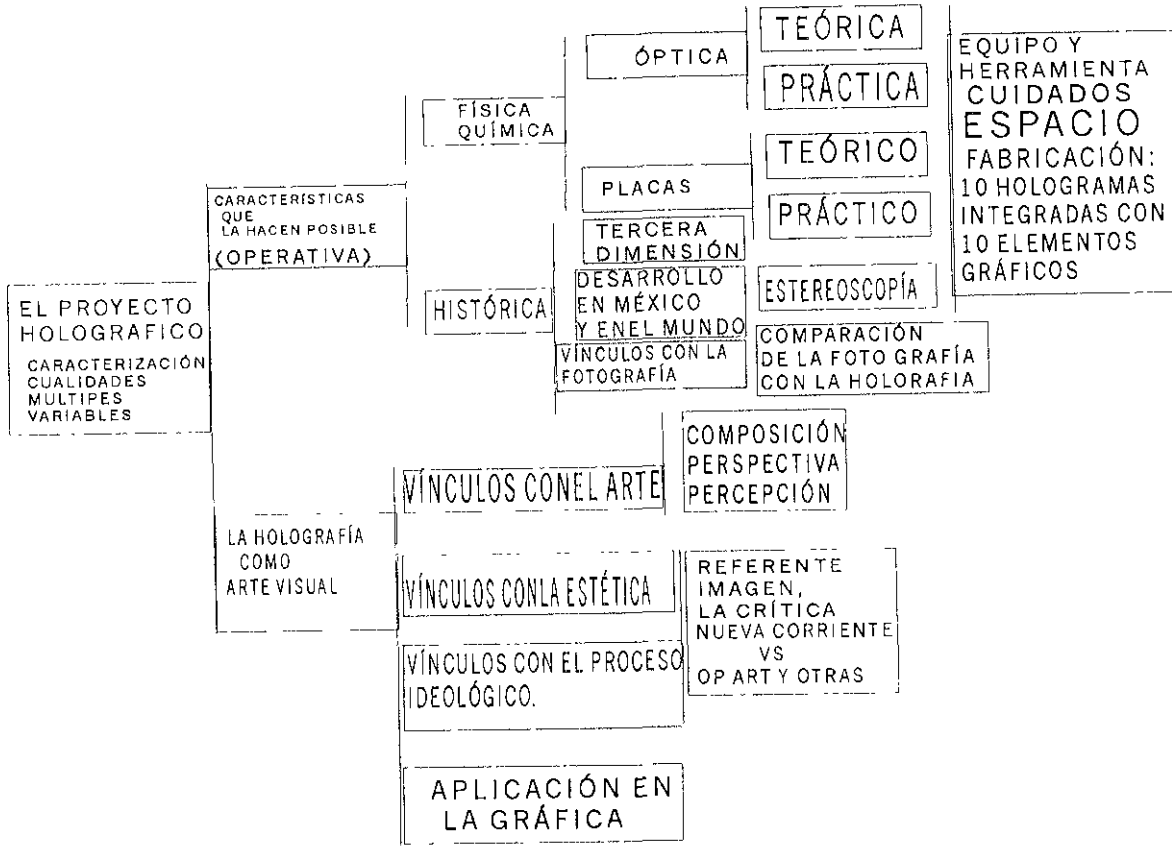 EL PROYECTO
HOLOGRAFICO
CARACTERIZACIÓN
CUALIDADES
MULTIPES
VARIABLES
CARACTERÍSTICAS
QUE
LA HACEN POSIBLE
(OPERATIVA)
FÍSICA
QUÍMICA
ÓPTICA
TEÓRICA
PRÁCTICA
PLACAS
TEÓRICO
PRÁCTICO
EQUIPO Y
HERRAMIENTA
CUIDADOS
ESPACIO
FABRICACIÓN:
10 HOLOGRAMAS
INTEGRADAS CON
10 ELEMENTOS
GRÁFICOS
HISTÓRICA
TERCERA
DIMENSIÓN
DESARROLLO
EN MÉXICO
Y ENEL MUNDO
ESTEREOSCOPÍA
VÍNCULOS CON LA
FOTOGRAFÍA
COMPARACIÓN
DE LA FOTO GRAFÍA
CON LA HOLORAFIA
LA HOLOGRAFÍA
COMO
ARTE VISUAL
VÍNCULOS CONEL ARTE
COMPOSICIÓN
PERSPECTIVA
PERCEPCIÓN
VÍNCULOS CONLA ESTÉTICA
REFERENTE
IMAGEN,
LA CRÍTICA
NUEVA CORRIENTE
VS
OP ART Y OTRAS
VÍNCULOS CON EL PROCESO
IDEOLÓGICO.
APLICACIÓN EN
LA GRÁFICA